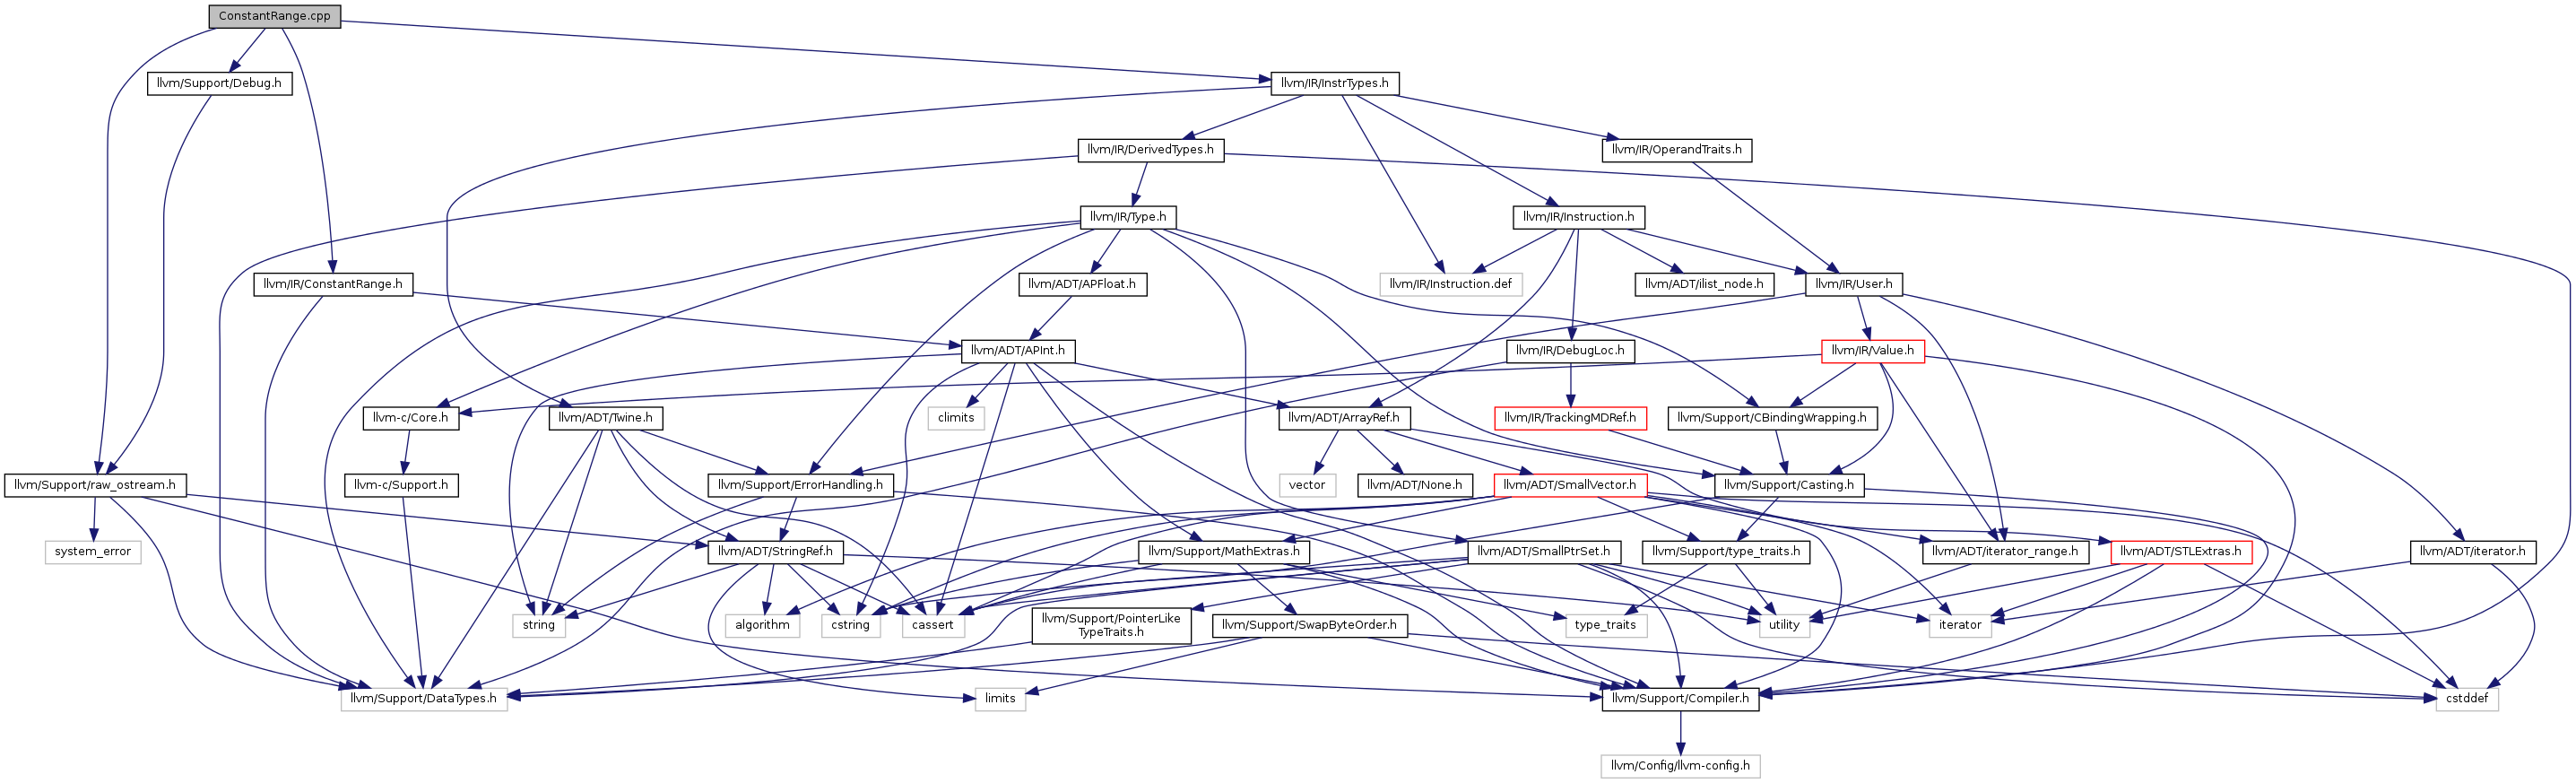 ConstantRange.cpp
llvm/Support/Debug.h
llvm/IR/InstrTypes.h
llvm/IR/DerivedTypes.h
llvm/IR/OperandTraits.h
llvm/IR/Type.h
llvm/IR/Instruction.h
llvm/IR/ConstantRange.h
llvm/ADT/APFloat.h
llvm/IR/Instruction.def
llvm/ADT/ilist_node.h
llvm/IR/User.h
llvm/ADT/APInt.h
llvm/IR/DebugLoc.h
llvm/IR/Value.h
llvm-c/Core.h
llvm/ADT/Twine.h
climits
llvm/ADT/ArrayRef.h
llvm/IR/TrackingMDRef.h
llvm/Support/CBindingWrapping.h
llvm/Support/raw_ostream.h
llvm-c/Support.h
llvm/Support/ErrorHandling.h
vector
llvm/ADT/None.h
llvm/ADT/SmallVector.h
llvm/Support/Casting.h
system_error
llvm/ADT/StringRef.h
llvm/Support/MathExtras.h
llvm/ADT/SmallPtrSet.h
llvm/Support/type_traits.h
llvm/ADT/iterator_range.h
llvm/ADT/STLExtras.h
llvm/ADT/iterator.h
string
algorithm
cstring
cassert
llvm/Support/PointerLike
TypeTraits.h
llvm/Support/SwapByteOrder.h
type_traits
utility
iterator
llvm/Support/DataTypes.h
limits
llvm/Support/Compiler.h
cstddef
llvm/Config/llvm-config.h